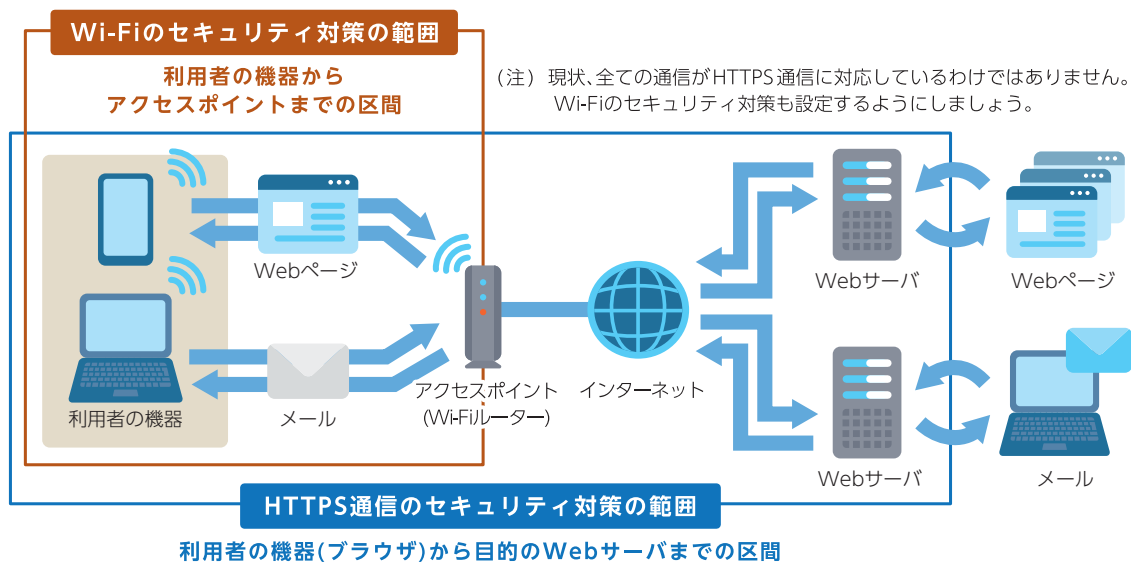 Wi-Fiのセキュリティ対策の範囲
利用者の機器から
アクセスポイントまでの区間
(注) 現状、全ての通信がHTTPS通信に対応しているわけではありません。
Wi-Fiのセキュリティ対策も設定するようにしましょう。
Webページ
Webサーバ
Webページ
利用者の機器
メール
アクセスポイント
(Wi-Fiルーター)
インターネット
Webサーバ
メール
HTTPS通信のセキュリティ対策の範囲
利用者の機器(ブラウザ)から目的のWebサーバまでの区間